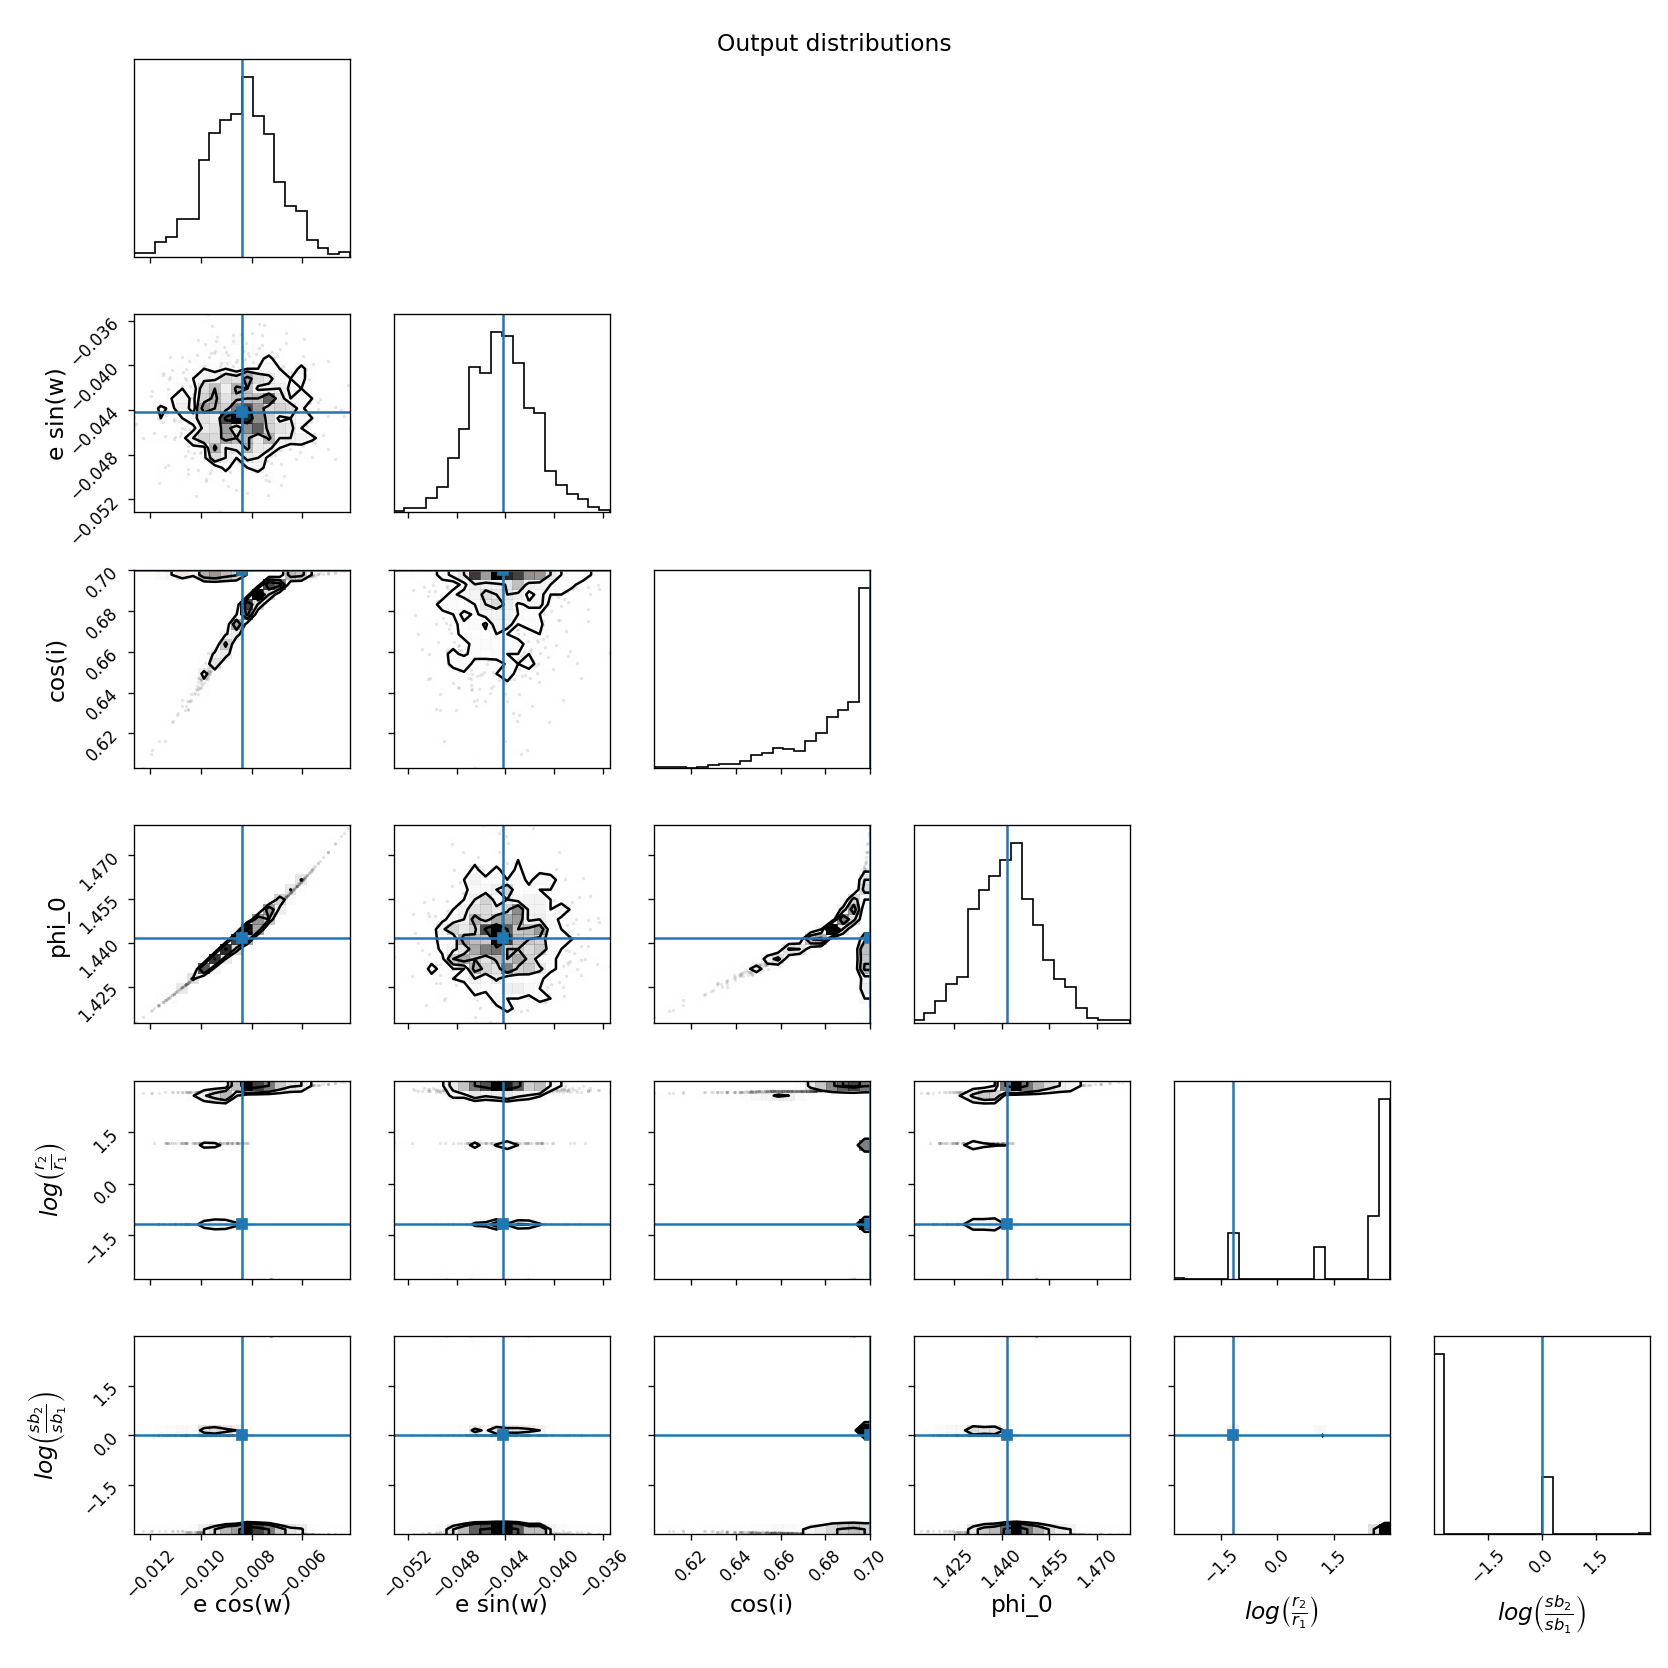 Output distributions
−0.036
−0.040
−0.044
−0.048
−0.052
e sin(w)
0.70
0.68
0.66
0.64
0.62
cos(i)
1.470
1.455
1.440
1.425
phi_0
1.5
0.0
−1.5
log(r₂/r₁)
1.5
0.0
−1.5
log(sb₂/sb₁)
−0.012 −0.010 −0.008 −0.006
−0.052 −0.048 −0.044 −0.040 −0.036
0.62 0.64 0.66 0.68 0.70
1.425 1.440 1.455 1.470
−1.5 0.0 1.5
−1.5 0.0 1.5
e cos(w)
e sin(w)
cos(i)
phi_0
log(r₂/r₁)
log(sb₂/sb₁)